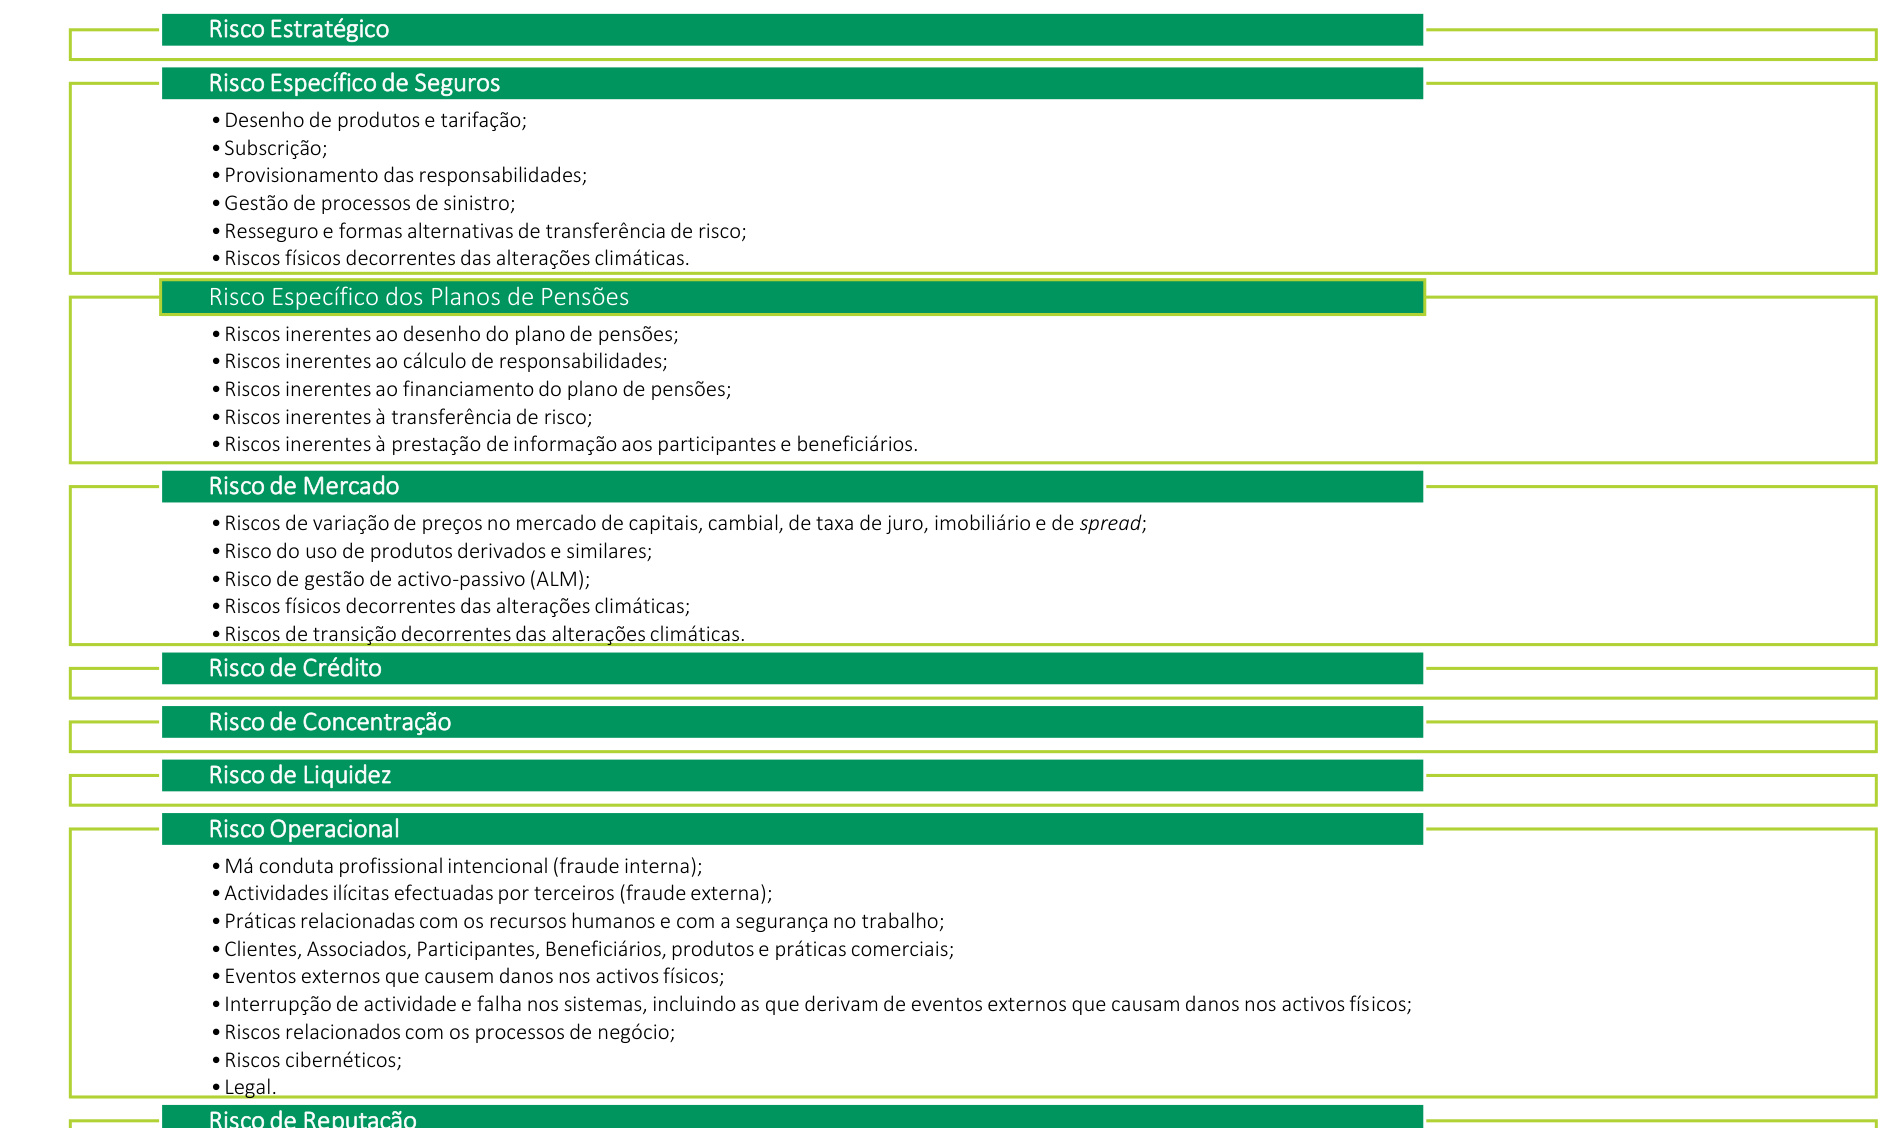 Risco Estratégico
Risco Específico de Seguros
•Desenho de produtos e tarifação;
•Subscrição;
•Provisionamento das responsabilidades;
•Gestão de processos de sinistro;
•Resseguro e formas alternativas de transferência de risco;
•Riscos físicos decorrentes das alterações climáticas.
Risco Específico dos Planos de Pensões
•Riscos inerentes ao desenho do plano de pensões;
•Riscos inerentes ao cálculo de responsabilidades;
•Riscos inerentes ao financiamento do plano de pensões;
•Riscos inerentes à transferência de risco;
•Riscos inerentes à prestação de informação aos participantes e beneficiários.
Risco de Mercado
•Riscos de variação de preços no mercado de capitais, cambial, de taxa de juro, imobiliário e de spread;
•Risco do uso de produtos derivados e similares;
•Risco de gestão de activo-passivo (ALM);
•Riscos físicos decorrentes das alterações climáticas;
•Riscos de transição decorrentes das alterações climáticas.
Risco de Crédito
Risco de Concentração
Risco de Liquidez
Risco Operacional
•Má conduta profissional intencional (fraude interna);
•Actividades ilícitas efectuadas por terceiros (fraude externa);
•Práticas relacionadas com os recursos humanos e com a segurança no trabalho;
•Clientes, Associados, Participantes, Beneficiários, produtos e práticas comerciais;
•Eventos externos que causem danos nos activos físicos;
•Interrupção de actividade e falha nos sistemas, incluindo as que derivam de eventos externos que causam danos nos activos físicos;
•Riscos relacionados com os processos de negócio;
•Riscos cibernéticos;
•Legal.
Risco de Reputação